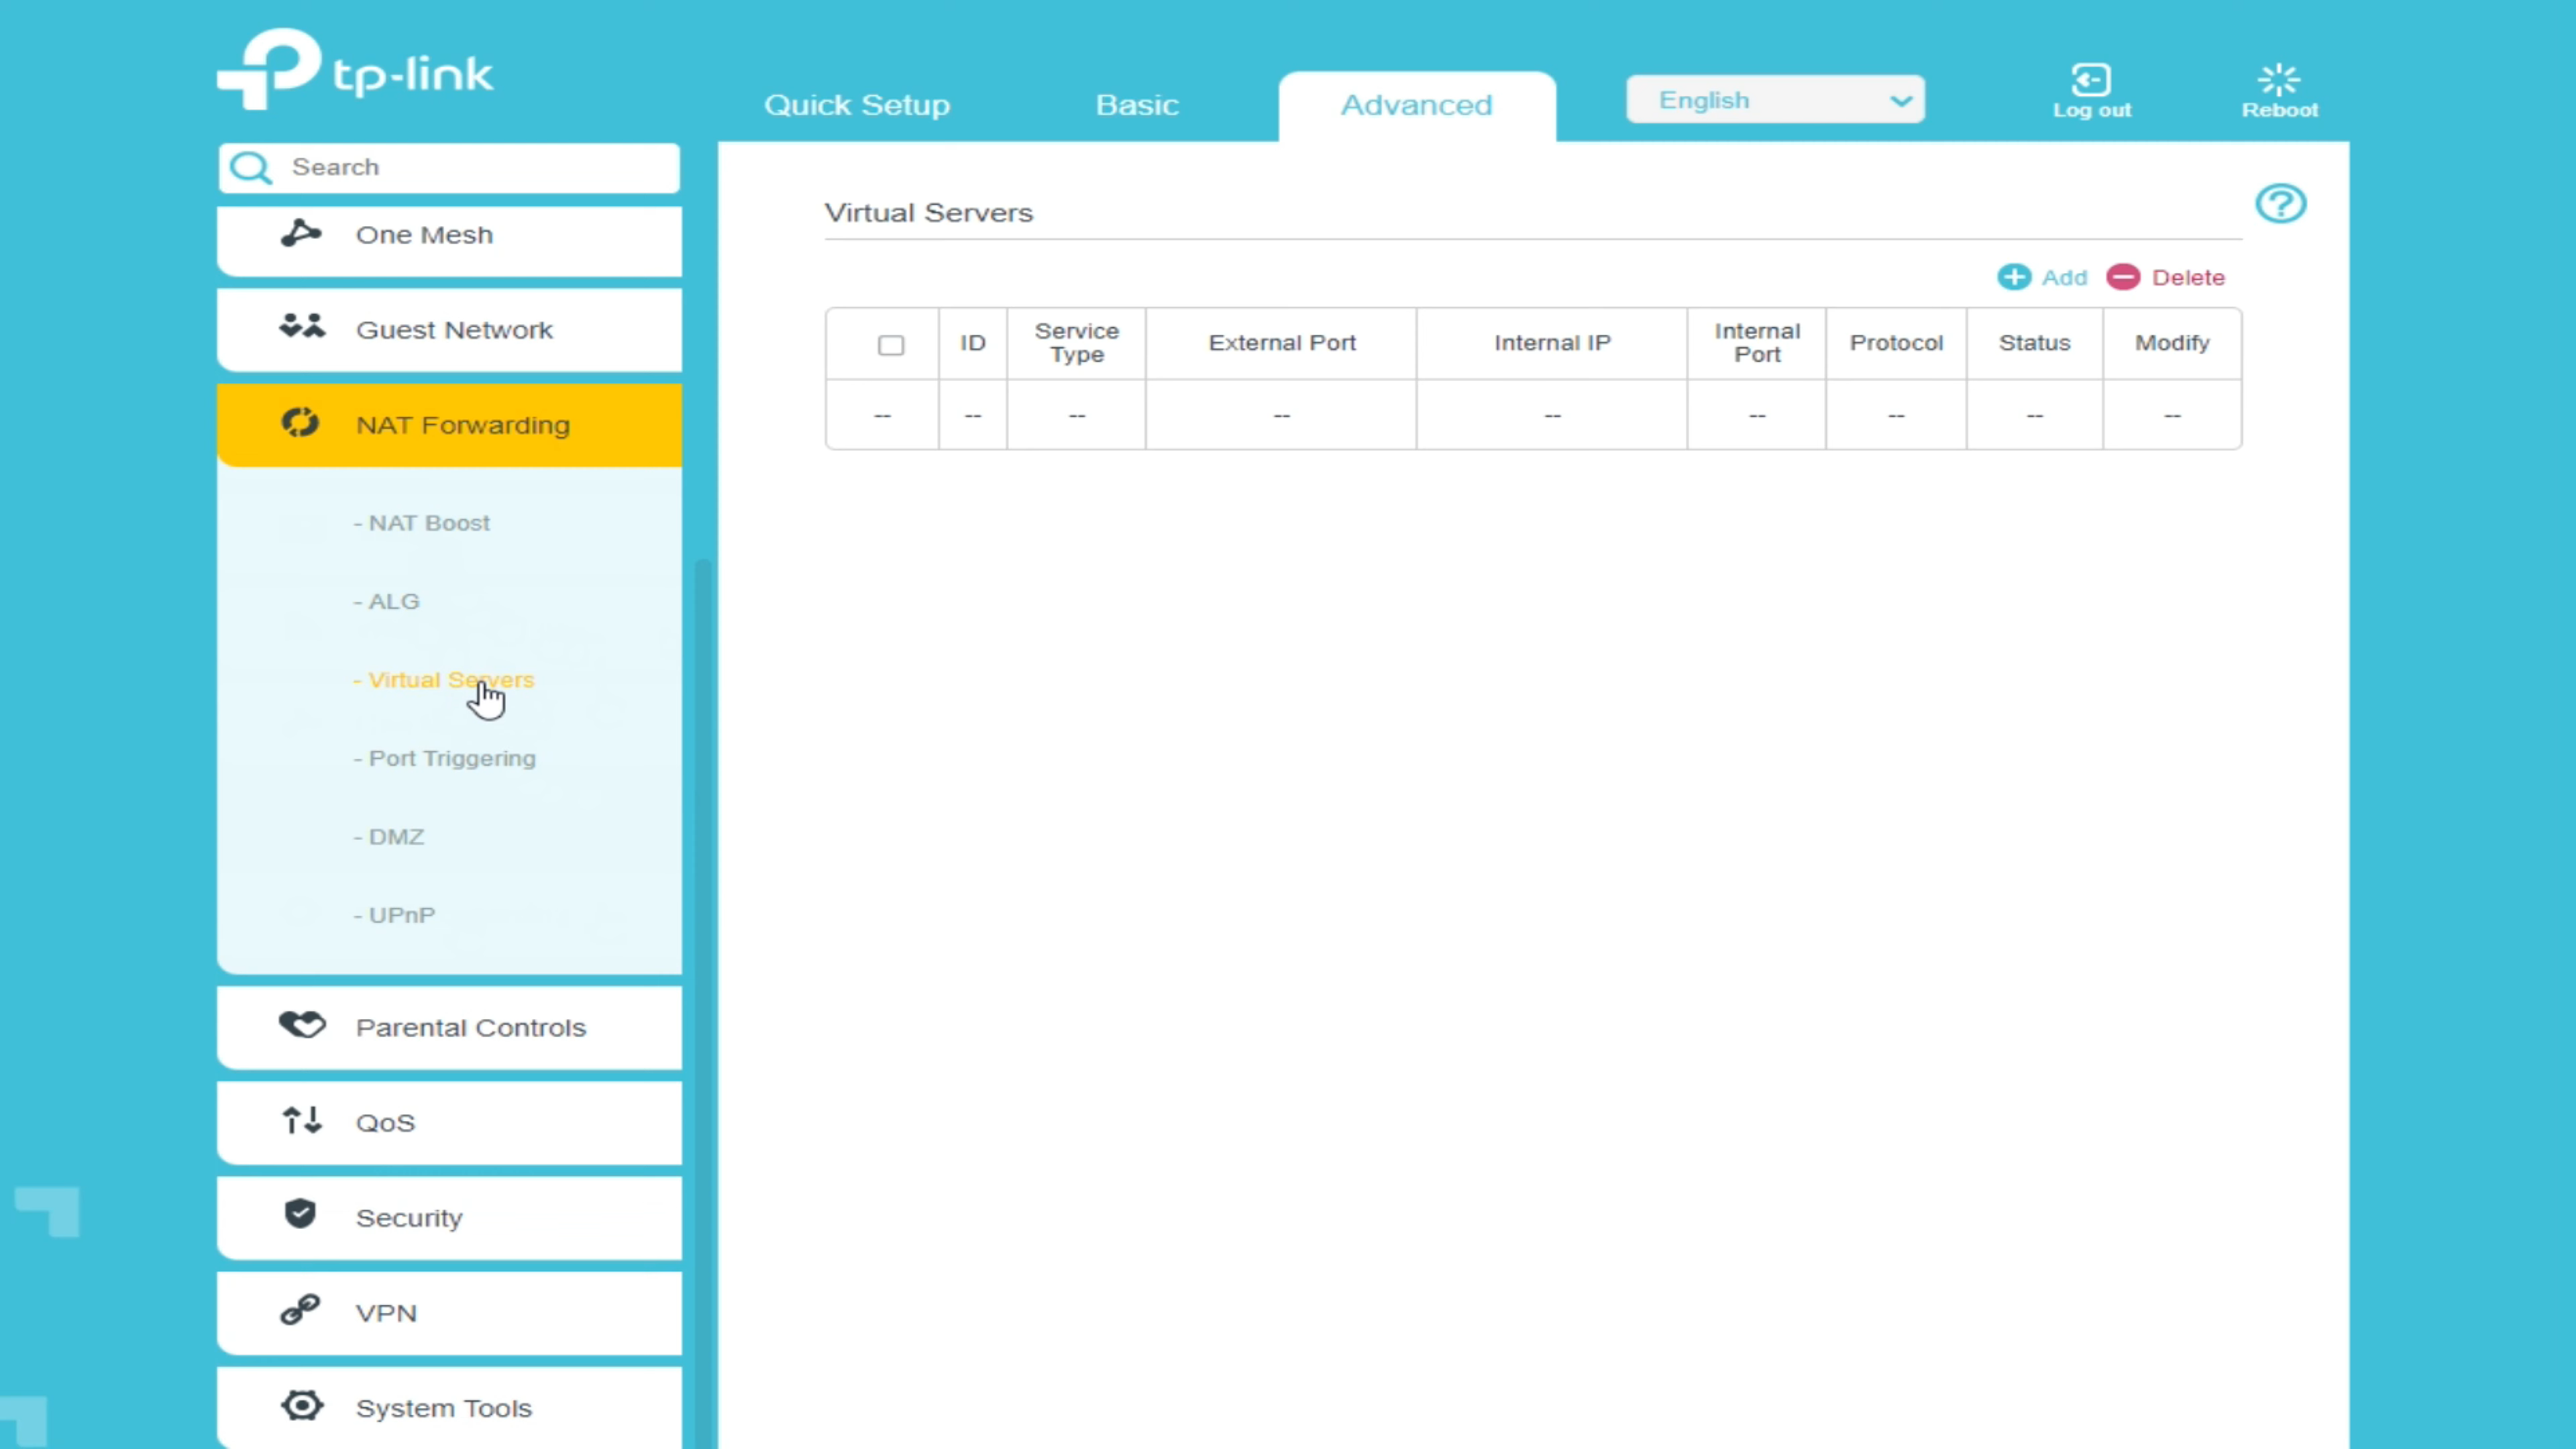 tp-link
Quick Setup Basic Advanced English Log out Reboot
Search
One Mesh
Guest Network
NAT Forwarding
- NAT Boost
- ALG
- Virtual Servers
- Port Triggering
- DMZ
- UPnP
Parental Controls
QoS
Security
VPN
System Tools
Virtual Servers
?
Add Delete
ID Service Type External Port Internal IP Internal Port Protocol Status Modify
-- -- -- -- -- -- -- -- --